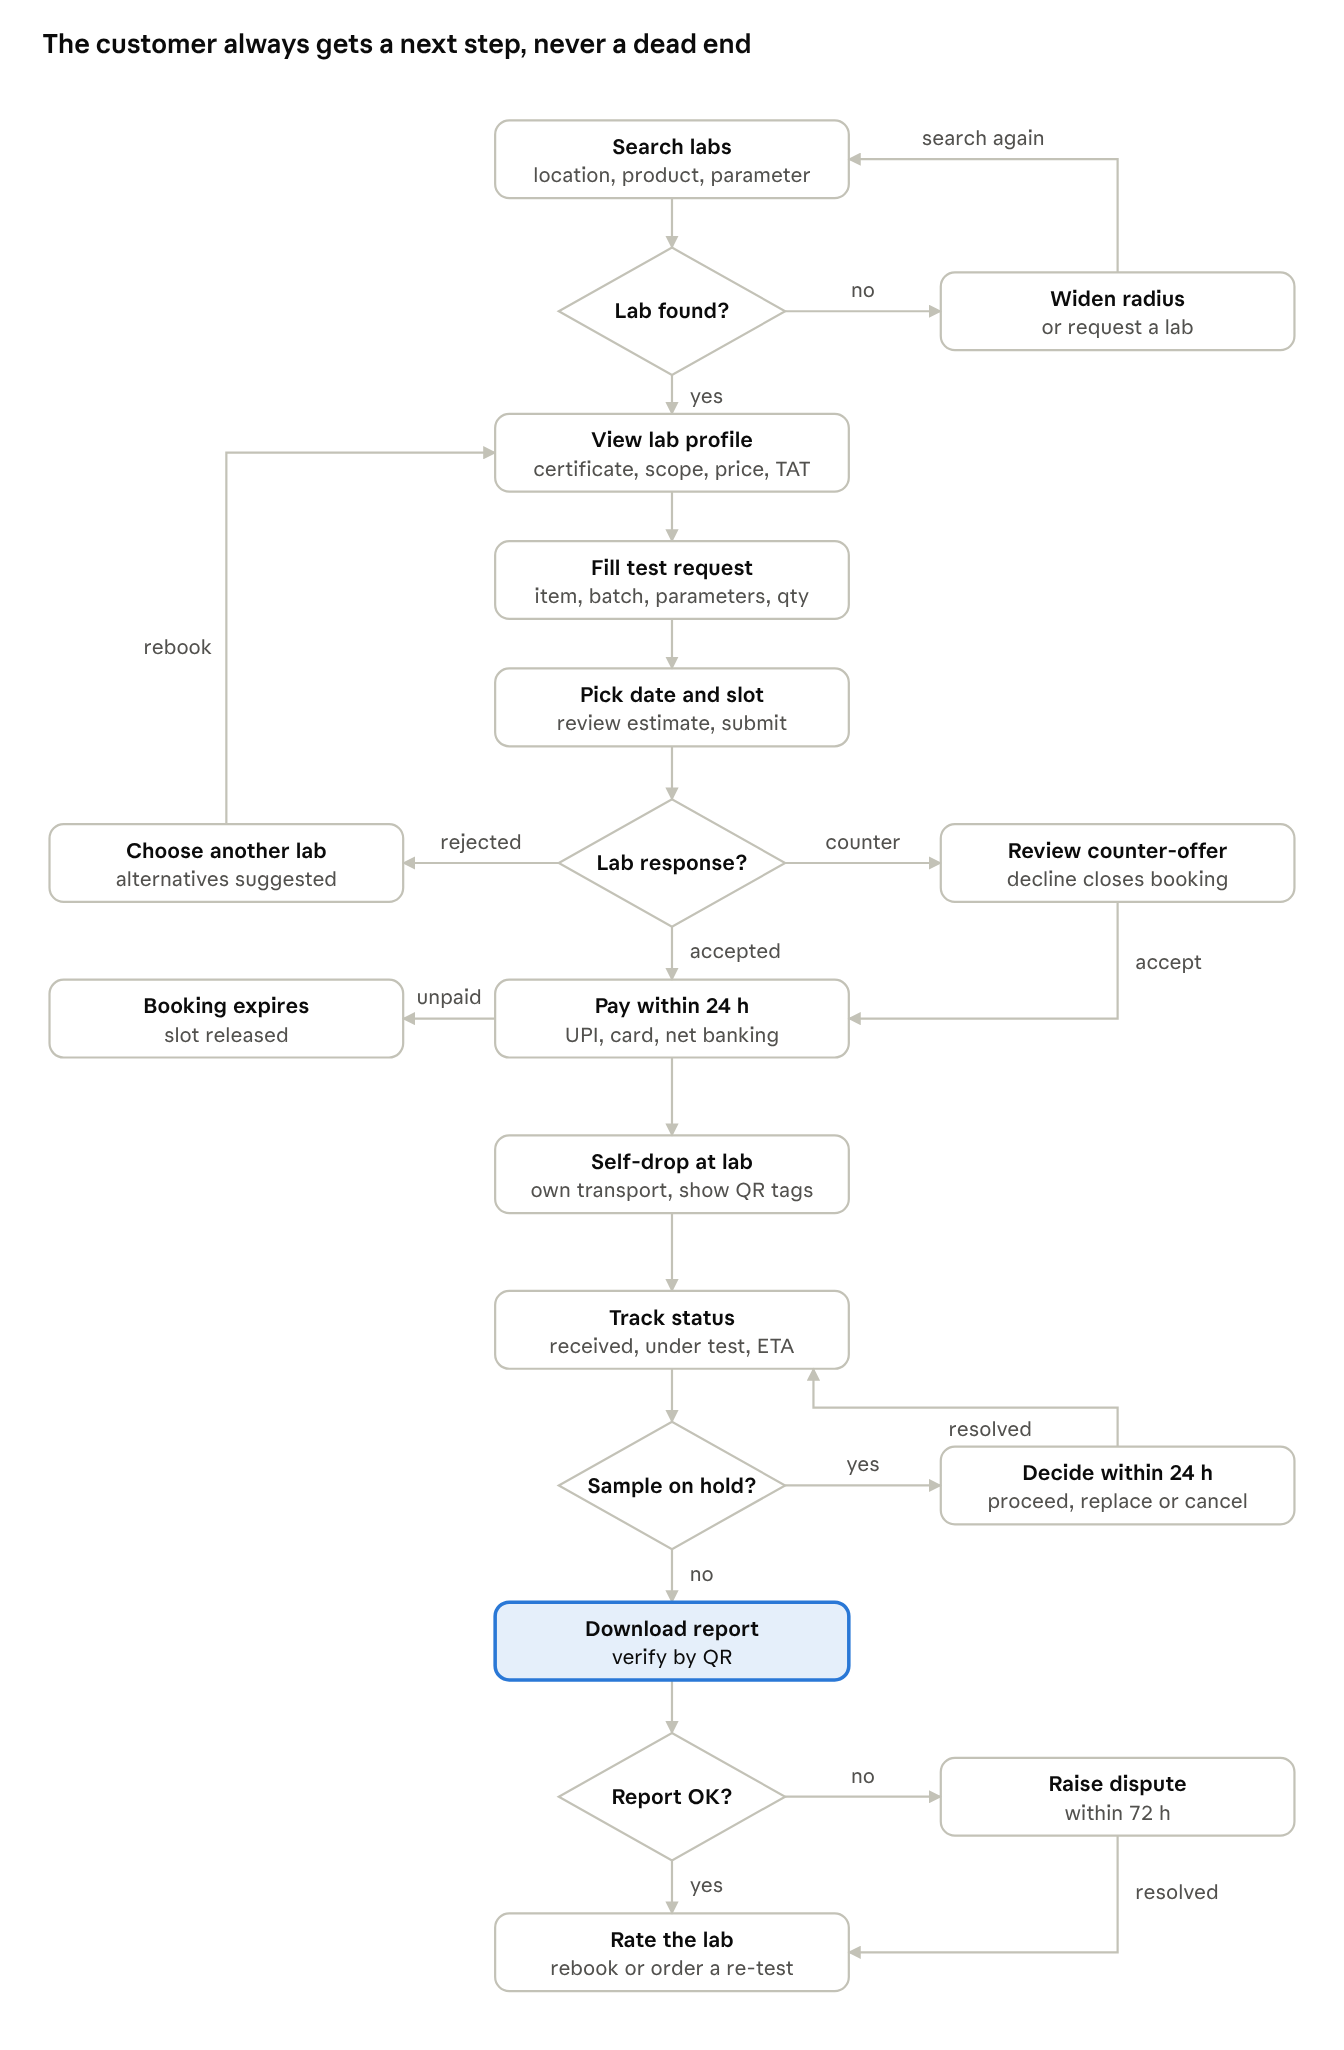 The customer always gets a next step, never a dead end
Search labs
location, product, parameter
search again
Lab found?
no
Widen radius
or request a lab
yes
View lab profile
certificate, scope, price, TAT
Fill test request
item, batch, parameters, qty
rebook
Pick date and slot
review estimate, submit
Choose another lab
alternatives suggested
rejected
Lab response?
counter
Review counter-offer
decline closes booking
accepted
accept
Booking expires
slot released
unpaid
Pay within 24 h
UPI, card, net banking
Self-drop at lab
own transport, show QR tags
Track status
received, under test, ETA
resolved
Sample on hold?
yes
Decide within 24 h
proceed, replace or cancel
no
Download report
verify by QR
Report OK?
no
Raise dispute
within 72 h
yes
resolved
Rate the lab
rebook or order a re-test